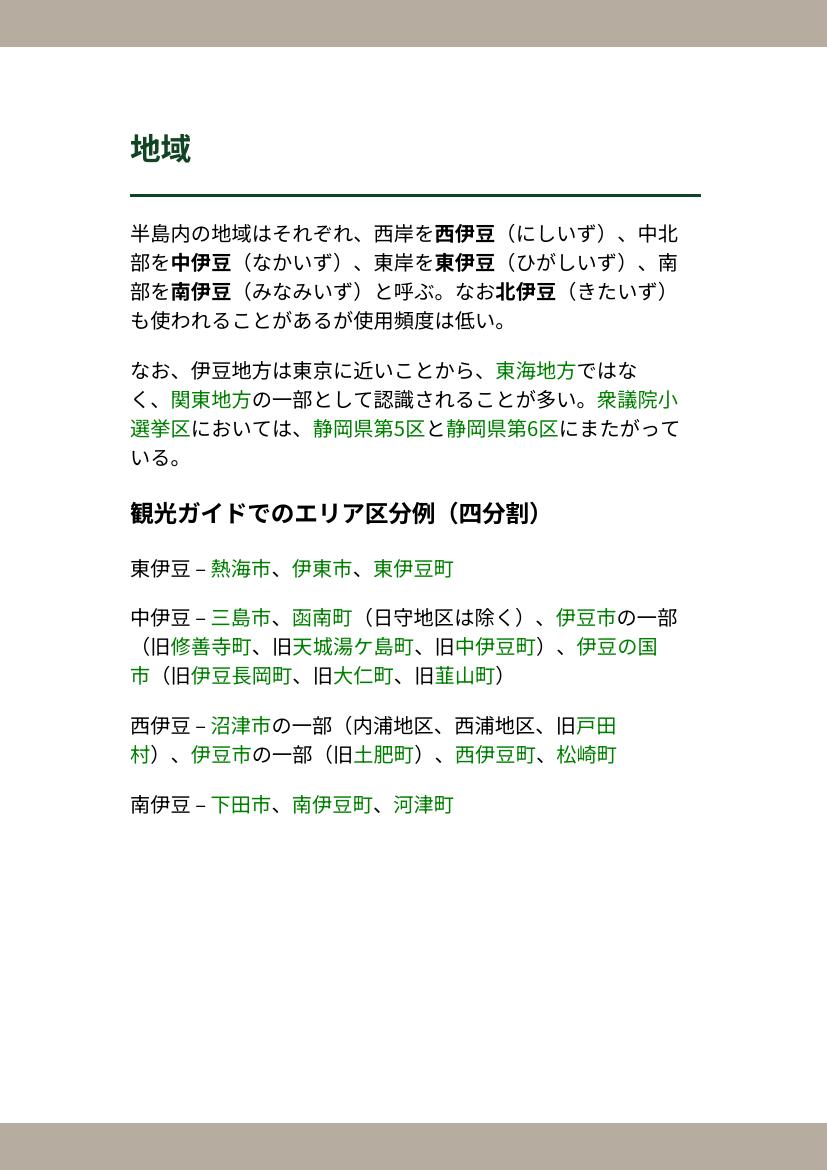 地域
半島内の地域はそれぞれ、西岸を西伊豆（にしいず）、中北
部を中伊豆（なかいず）、東岸を東伊豆（ひがしいず）、南
部を南伊豆（みなみいず）と呼ぶ。なお北伊豆（きたいず）
も使われることがあるが使用頻度は低い。
なお、伊豆地方は東京に近いことから、東海地方ではな
く、関東地方の一部として認識されることが多い。衆議院小
選挙区においては、静岡県第5区と静岡県第6区にまたがって
いる。
観光ガイドでのエリア区分例（四分割）
東伊豆 – 熱海市、伊東市、東伊豆町
中伊豆 – 三島市、函南町（日守地区は除く）、伊豆市の一部
（旧修善寺町、旧天城湯ケ島町、旧中伊豆町）、伊豆の国
市（旧伊豆長岡町、旧大仁町、旧韮山町）
西伊豆 – 沼津市の一部（内浦地区、西浦地区、旧戸田
村）、伊豆市の一部（旧土肥町）、西伊豆町、松崎町
南伊豆 – 下田市、南伊豆町、河津町